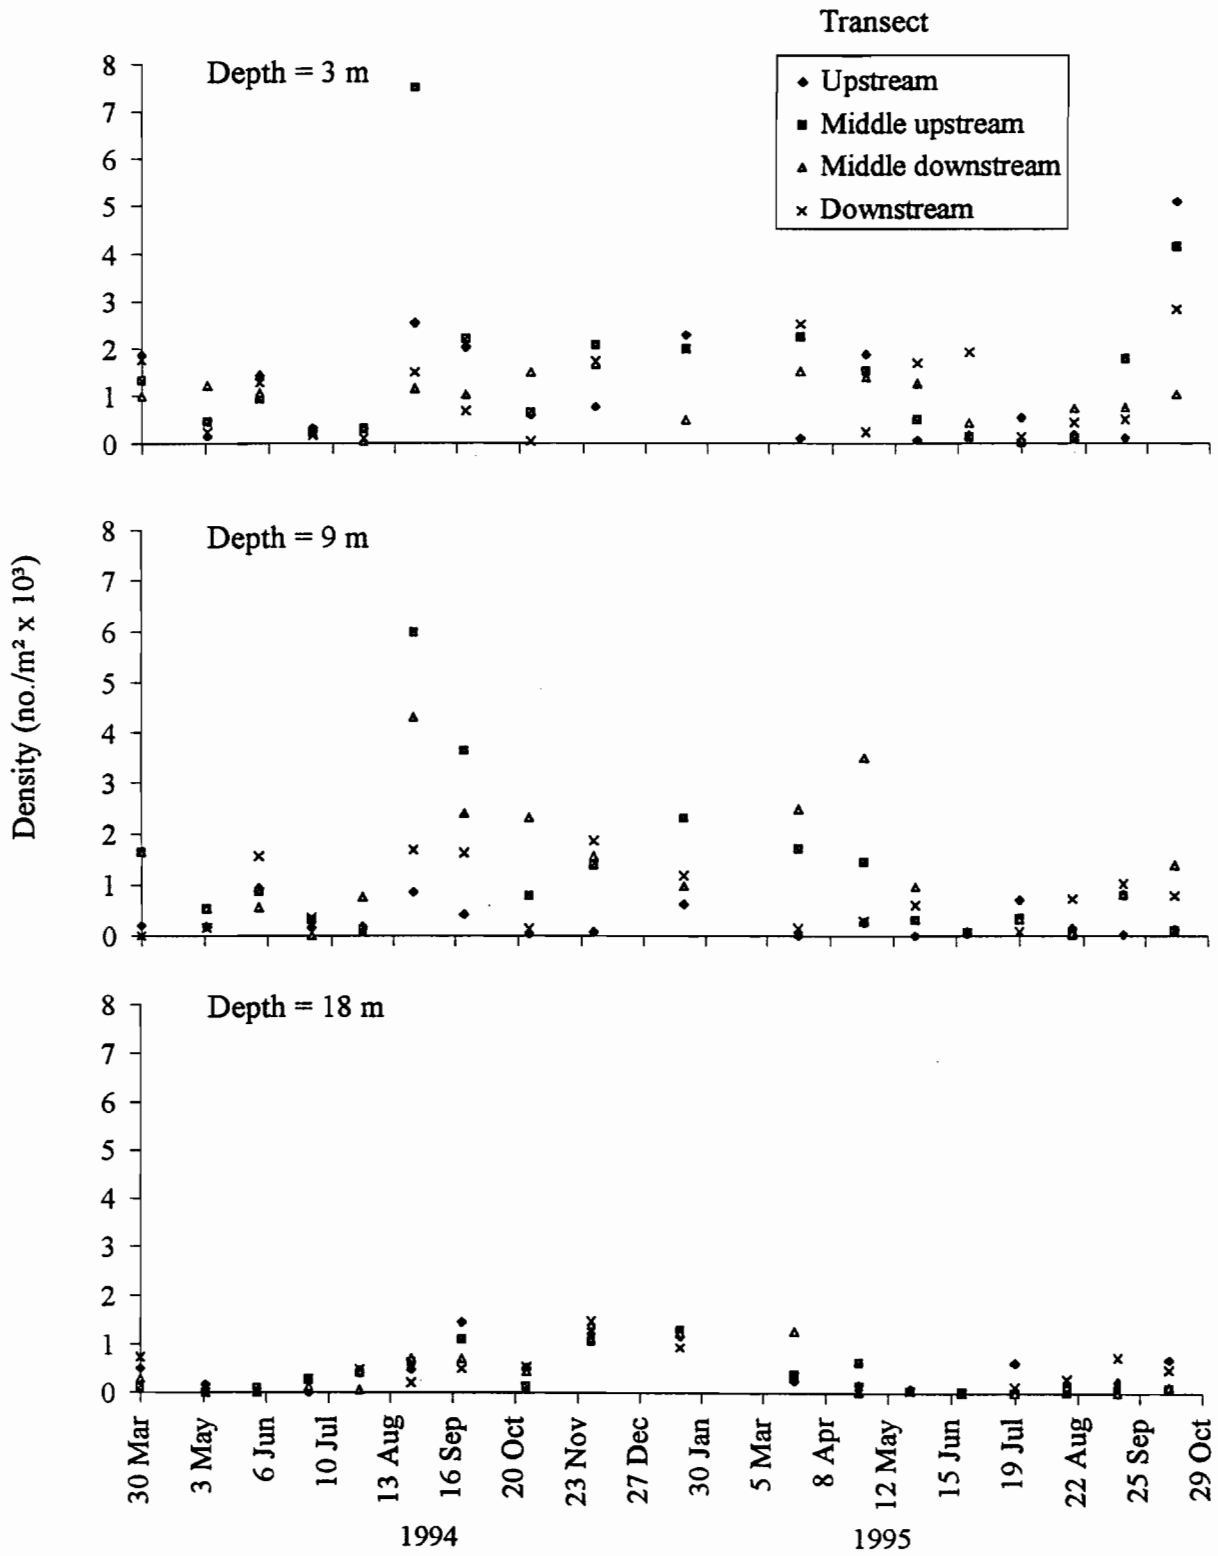 Transect
Upstream
Middle upstream
Middle downstream
Downstream
Depth = 3 m
8
7
6
5
4
3
2
1
0
Density (no./m² x 10³)
Depth = 9 m
8
7
6
5
4
3
2
1
0
Depth = 18 m
8
7
6
5
4
3
2
1
0
30 Mar
3 May
6 Jun
10 Jul
13 Aug
16 Sep
20 Oct
23 Nov
27 Dec
30 Jan
5 Mar
8 Apr
12 May
15 Jun
19 Jul
22 Aug
25 Sep
29 Oct
1994
1995